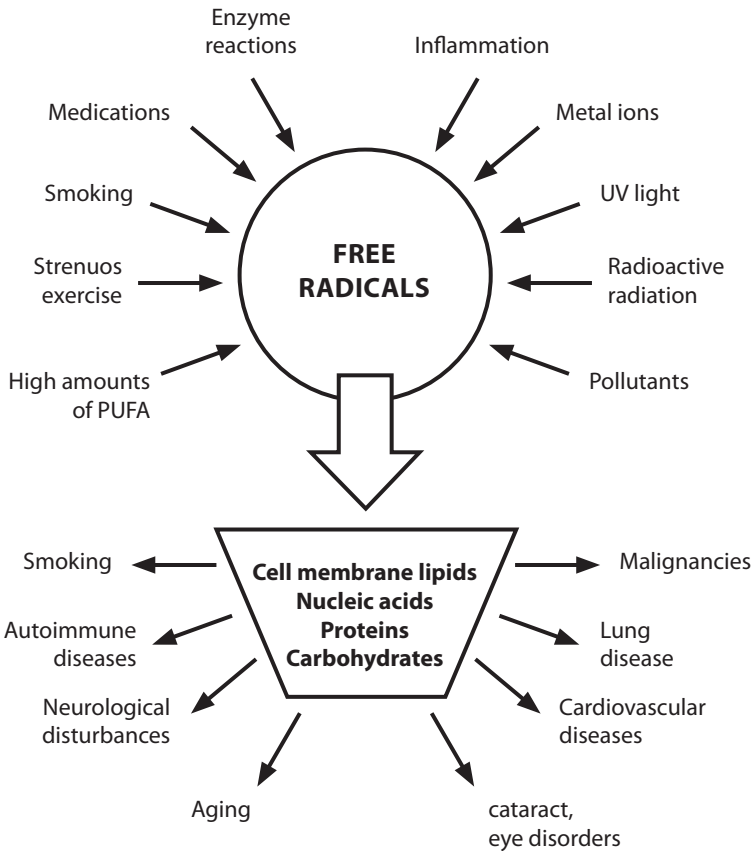 Enzyme
reactions
Inflammation
Medications
Metal ions
Smoking
UV light
FREE
RADICALS
Strenuos
exercise
Radioactive
radiation
High amounts
of PUFA
Pollutants
Smoking
Malignancies
Cell membrane lipids
Nucleic acids
Proteins
Carbohydrates
Autoimmune
diseases
Lung
disease
Neurological
disturbances
Cardiovascular
diseases
Aging
cataract,
eye disorders